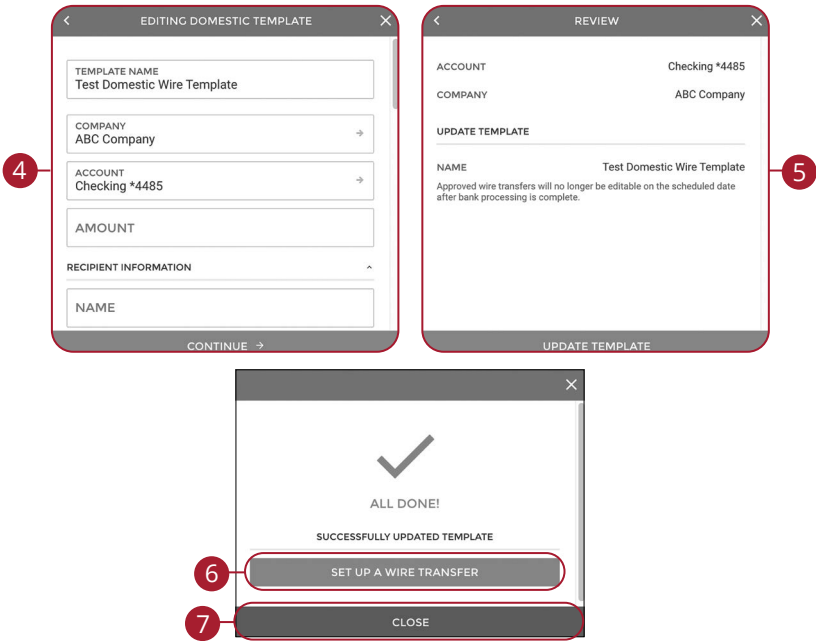 EDITING DOMESTIC TEMPLATE
TEMPLATE NAME
Test Domestic Wire Template
COMPANY
ABC Company
ACCOUNT
Checking *4485
AMOUNT
RECIPIENT INFORMATION
NAME
CONTINUE →
4
REVIEW
ACCOUNT Checking *4485
COMPANY ABC Company
UPDATE TEMPLATE
NAME Test Domestic Wire Template
Approved wire transfers will no longer be editable on the scheduled date
after bank processing is complete.
UPDATE TEMPLATE
5
ALL DONE!
SUCCESSFULLY UPDATED TEMPLATE
6 SET UP A WIRE TRANSFER
7 CLOSE